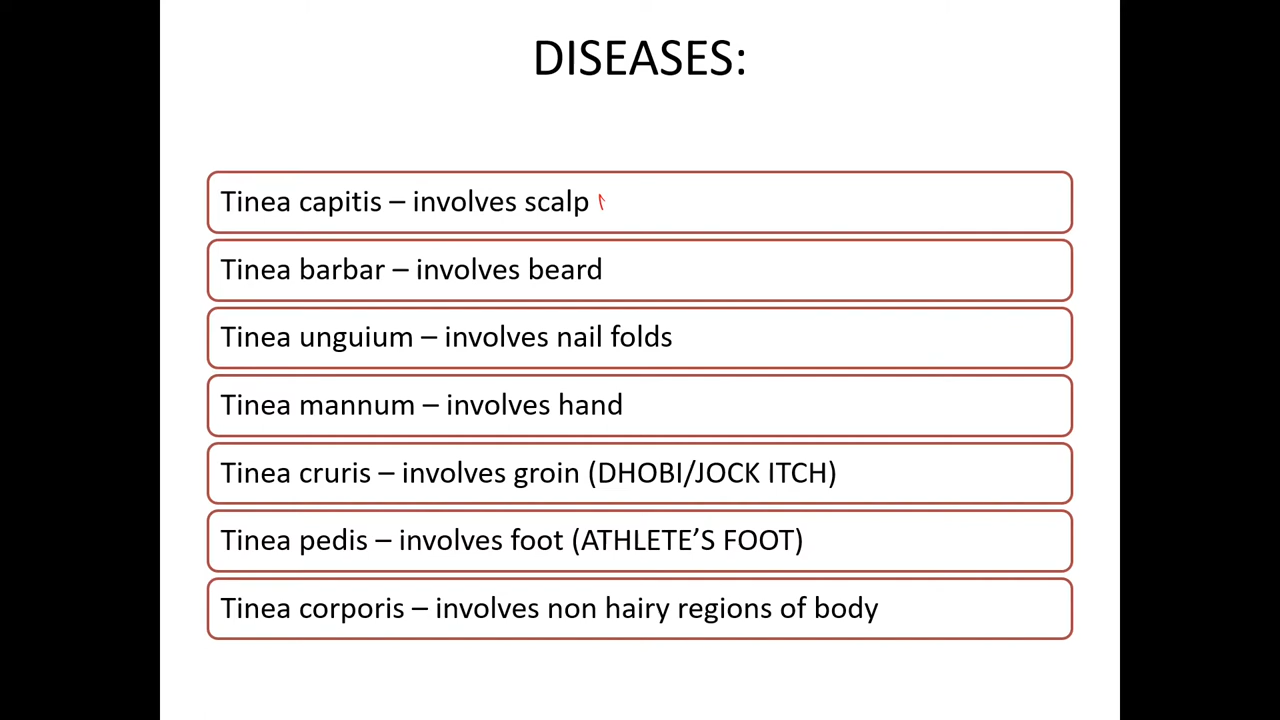 DISEASES:
Tinea capitis – involves scalp
Tinea barbar – involves beard
Tinea unguium – involves nail folds
Tinea mannum – involves hand
Tinea cruris – involves groin (DHOBI/JOCK ITCH)
Tinea pedis – involves foot (ATHLETE’S FOOT)
Tinea corporis – involves non hairy regions of body